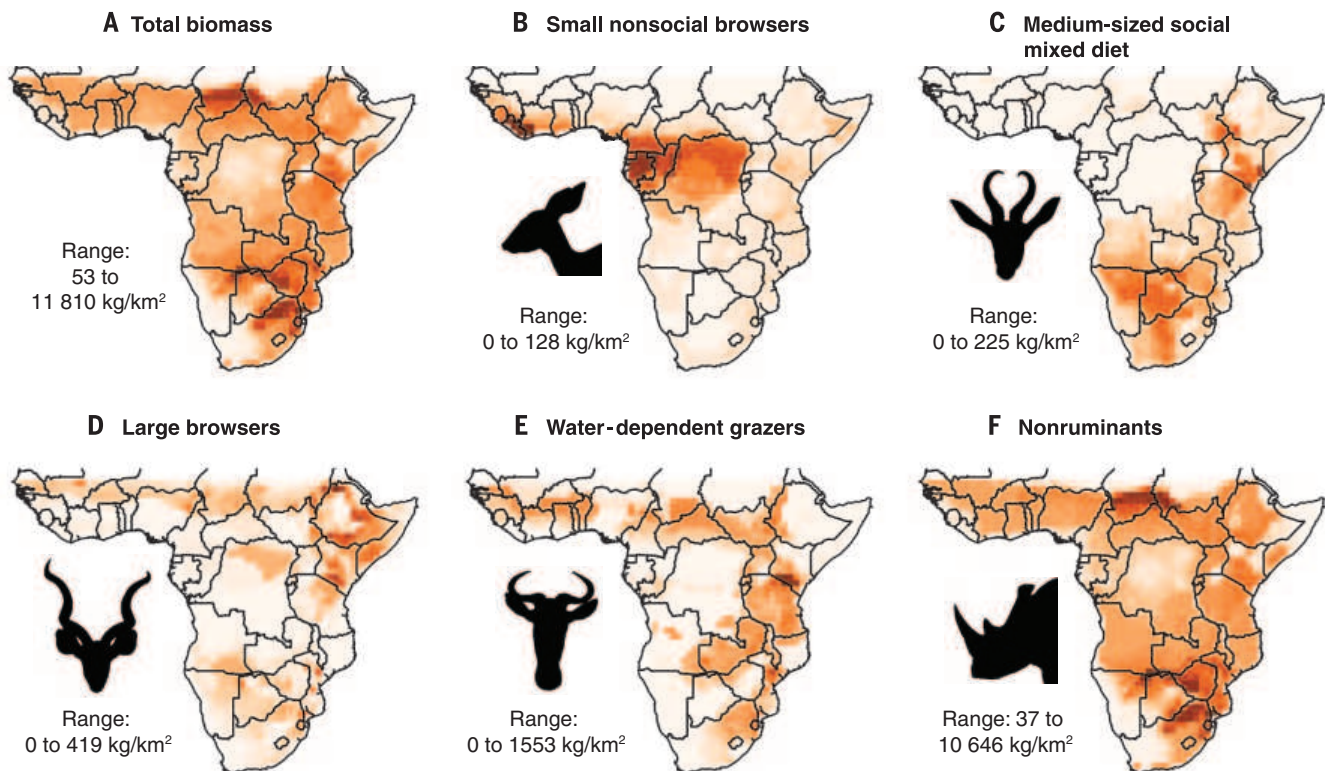 A Total biomass
Range:
53 to
11 810 kg/km²
B Small nonsocial browsers
Range:
0 to 128 kg/km²
C Medium-sized social
mixed diet
Range:
0 to 225 kg/km²
D Large browsers
Range:
0 to 419 kg/km²
E Water-dependent grazers
Range:
0 to 1553 kg/km²
F Nonruminants
Range: 37 to
10 646 kg/km²